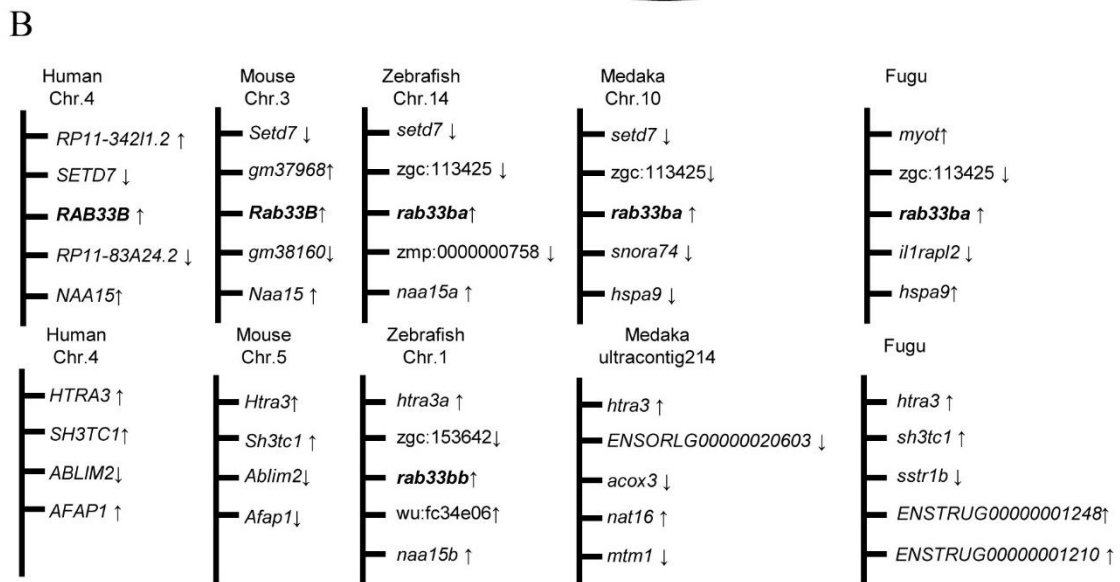 B
Human
Chr.4
RP11-342I1.2 ↑
SETD7 ↓
RAB33B ↑
RP11-83A24.2 ↓
NAA15↑
Mouse
Chr.3
Setd7 ↓
gm37968↑
Rab33B↑
gm38160↓
Naa15 ↑
Zebrafish
Chr.14
setd7 ↓
zgc:113425 ↓
rab33ba↑
zmp:0000000758 ↓
naa15a ↑
Medaka
Chr.10
setd7 ↓
zgc:113425↓
rab33ba ↑
snora74 ↓
hspa9 ↓
Fugu
myot↑
zgc:113425 ↓
rab33ba ↑
il1rapl2 ↓
hspa9↑
Human
Chr.4
HTRA3 ↑
SH3TC1↑
ABLIM2↓
AFAP1 ↑
Mouse
Chr.5
Htra3↑
Sh3tc1 ↑
Ablim2↓
Afap1↓
Zebrafish
Chr.1
htra3a ↑
zgc:153642↓
rab33bb↑
wu:fc34e06↑
naa15b ↑
Medaka
ultracontig214
htra3 ↑
ENSORLG00000020603 ↓
acox3 ↓
nat16 ↑
mtm1 ↓
Fugu
htra3 ↑
sh3tc1 ↑
sstr1b ↓
ENSTRUG00000001248↑
ENSTRUG00000001210 ↑